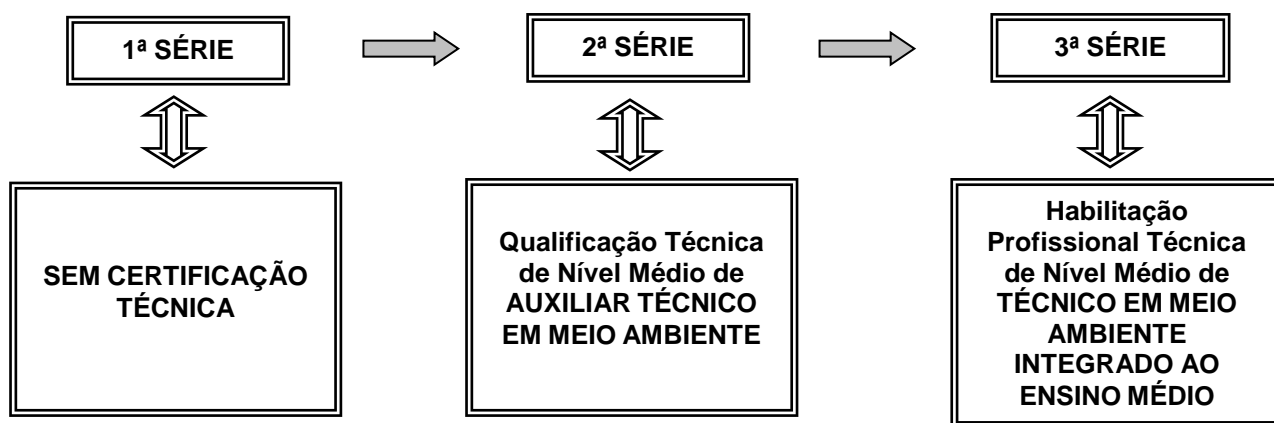 1ª SÉRIE
2ª SÉRIE
3ª SÉRIE
SEM CERTIFICAÇÃO
TÉCNICA
Qualificação Técnica
de Nível Médio de
AUXILIAR TÉCNICO
EM MEIO AMBIENTE
Habilitação
Profissional Técnica
de Nível Médio de
TÉCNICO EM MEIO
AMBIENTE
INTEGRADO AO
ENSINO MÉDIO